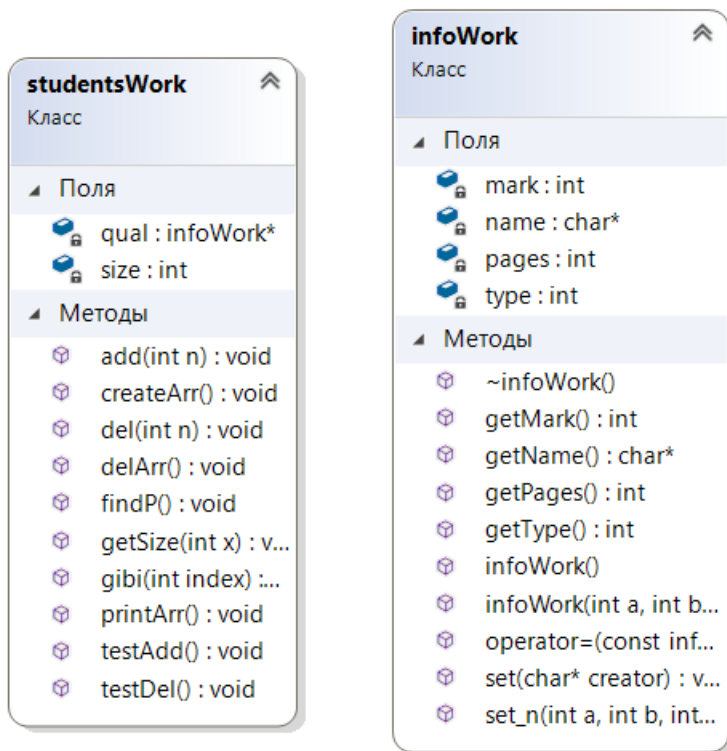 studentsWork
Класс
Поля
qual : infoWork*
size : int
Методы
add(int n) : void
createArr() : void
del(int n) : void
delArr() : void
findP() : void
getSize(int x) : v...
gibi(int index) :...
printArr() : void
testAdd() : void
testDel() : void
infoWork
Класс
Поля
mark : int
name : char*
pages : int
type : int
Методы
~infoWork()
getMark() : int
getName() : char*
getPages() : int
getType() : int
infoWork()
infoWork(int a, int b...
operator=(const inf...
set(char* creator) : v...
set_n(int a, int b, int...